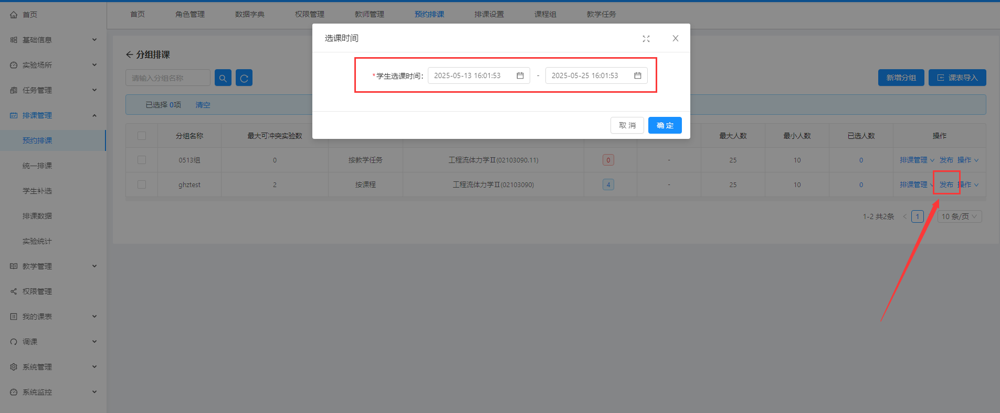 首页
基础信息
实验场所
任务管理
排课管理
预约排课
统一排课
学生补选
排课数据
实验统计
教学管理
权限管理
我的课表
调课
系统管理
系统监控
首页 角色管理 数据字典 权限管理 教师管理 预约排课 排课设置 课程组 教学任务
分组排课
请输入分组名称
新增分组 课表导入
已选择 0项 清空
选课时间
*学生选课时间: 2025-05-13 16:01:53 - 2025-05-25 16:01:53
取 消 确 定
分组名称 最大可冲突实验数 最大人数 最小人数 已选人数 操作
0513组 0 按教学任务 工程流体力学Ⅱ(02103090.11) 0 - 25 10 0 排课管理 发布 操作
ghztest 2 按课程 工程流体力学Ⅱ(02103090) 4 - 25 10 0 排课管理 发布 操作
1-2 共2条 < 1 10 条/页